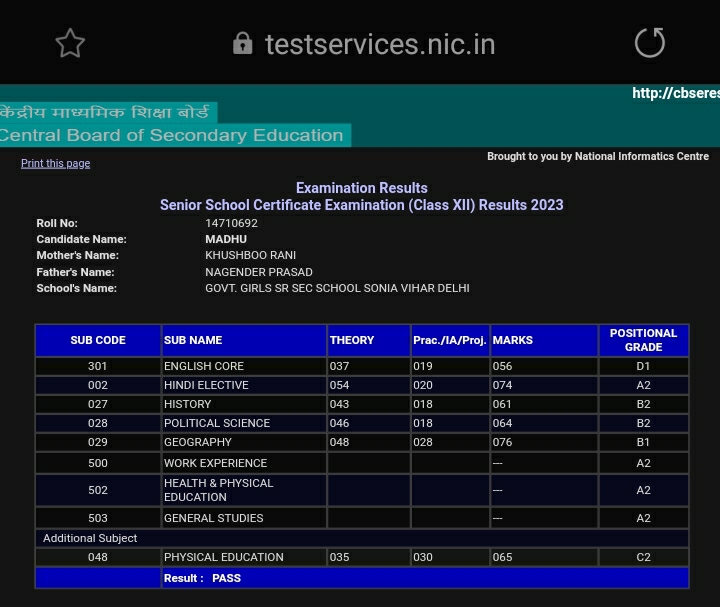 testservices.nic.in
http://cbseres
केंद्रीय माध्यमिक शिक्षा बोर्ड
Central Board of Secondary Education
Print this page
Brought to you by National Informatics Centre
Examination Results
Senior School Certificate Examination (Class XII) Results 2023
Roll No: 14710692
Candidate Name: MADHU
Mother's Name: KHUSHBOO RANI
Father's Name: NAGENDER PRASAD
School's Name: GOVT. GIRLS SR SEC SCHOOL SONIA VIHAR DELHI
SUB CODE SUB NAME THEORY Prac./IA/Proj. MARKS POSITIONAL GRADE
301 ENGLISH CORE 037 019 056 D1
002 HINDI ELECTIVE 054 020 074 A2
027 HISTORY 043 018 061 B2
028 POLITICAL SCIENCE 046 018 064 B2
029 GEOGRAPHY 048 028 076 B1
500 WORK EXPERIENCE --- A2
502 HEALTH & PHYSICAL EDUCATION --- A2
503 GENERAL STUDIES --- A2
Additional Subject
048 PHYSICAL EDUCATION 035 030 065 C2
Result : PASS